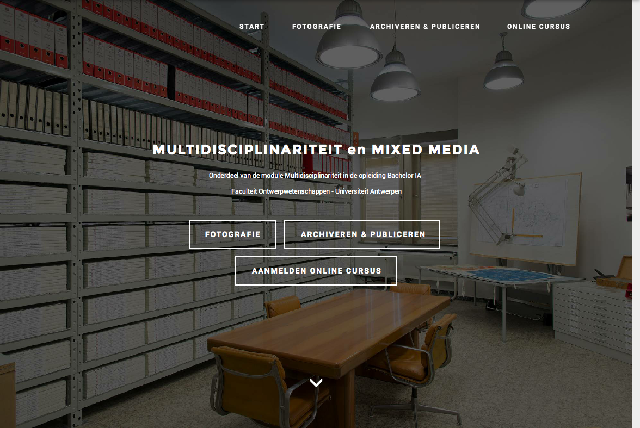 START FOTOGRAFIE ARCHIVEREN & PUBLICEREN ONLINE CURSUS
MULTIDISCIPLINARITEIT en MIXED MEDIA
Onderdeel van de module Multidisciplinariteit in de opleiding Bachelor IA
Faculteit Ontwerpwetenschappen - Universiteit Antwerpen
FOTOGRAFIE ARCHIVEREN & PUBLICEREN
AANMELDEN ONLINE CURSUS